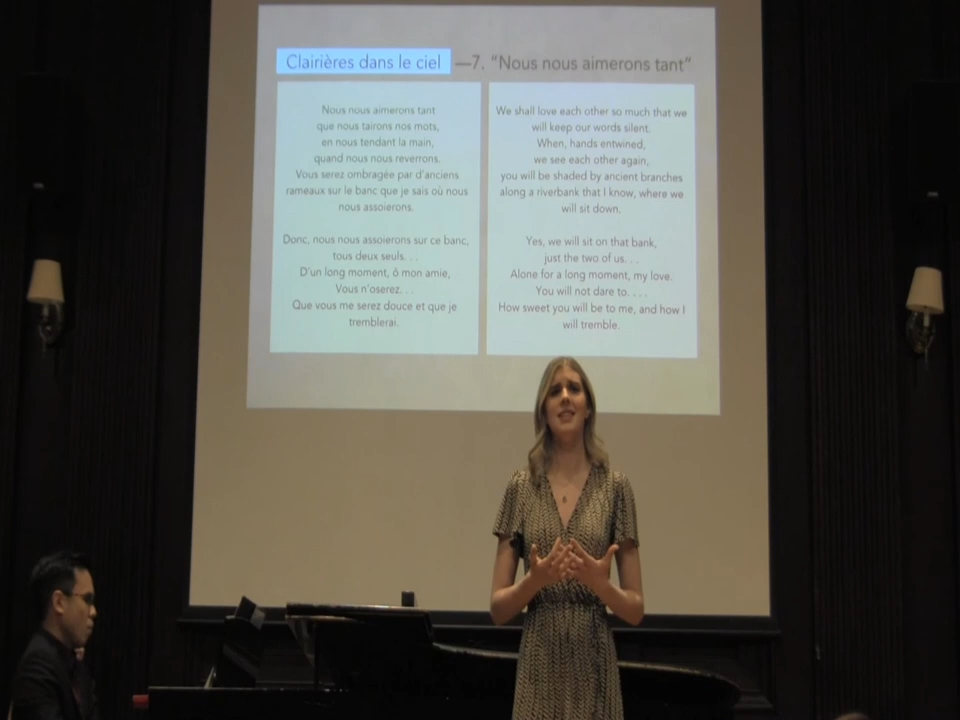 Clairières dans le ciel —7. “Nous nous aimerons tant”
Nous nous aimerons tant
que nous tairons nos mots,
en nous tendant la main,
quand nous nous reverrons.
Vous serez ombragée par d'anciens
rameaux sur le banc que je sais où nous
nous assoierons.
Donc, nous nous assoierons sur ce banc,
tous deux seuls. . .
D'un long moment, ô mon amie,
Vous n'oserez. . .
Que vous me serez douce et que je
tremblerai.
We shall love each other so much that we
will keep our words silent.
When, hands entwined,
we see each other again,
you will be shaded by ancient branches
along a riverbank that I know, where we
will sit down.
Yes, we will sit on that bank,
just the two of us. . .
Alone for a long moment, my love.
You will not dare to. . . .
How sweet you will be to me, and how I
will tremble.